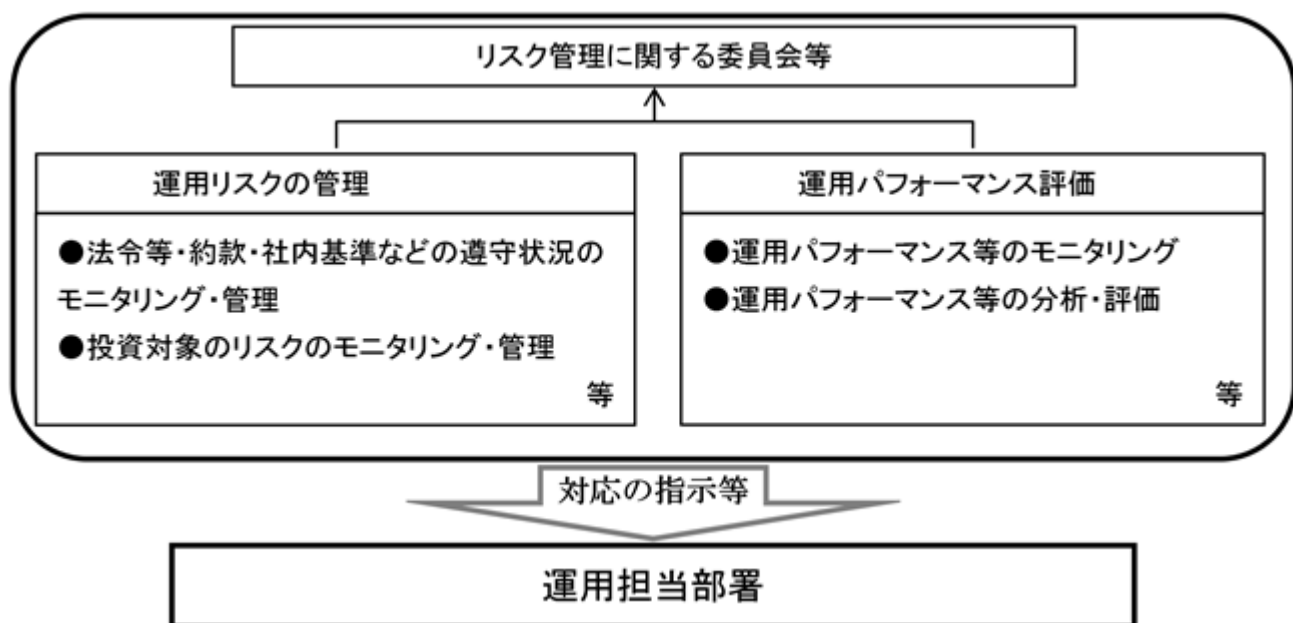 リスク管理に関する委員会等
運用リスクの管理
●法令等・約款・社内基準などの遵守状況の
モニタリング・管理
●投資対象のリスクのモニタリング・管理
等
運用パフォーマンス評価
●運用パフォーマンス等のモニタリング
●運用パフォーマンス等の分析・評価
等
対応の指示等
運用担当部署